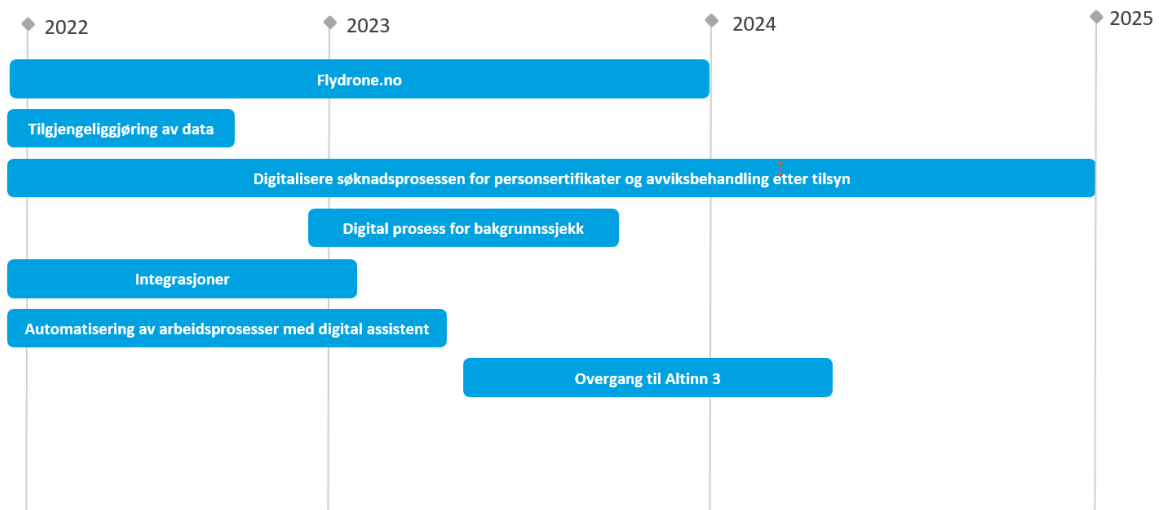 2022
2023
2024
2025
Flydrone.no
Tilgjengeliggjøring av data
Digitalisere søknadsprosessen for personsertifikater og avviksbehandling etter tilsyn
Digital prosess for bakgrunnssjekk
Integrasjoner
Automatisering av arbeidsprosesser med digital assistent
Overgang til Altinn 3